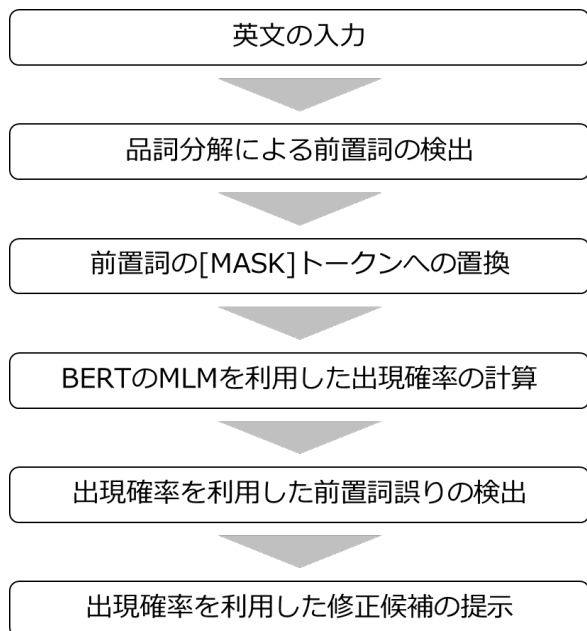 英文の入力
品詞分解による前置詞の検出
前置詞の[MASK]トークンへの置換
BERTのMLMを利用した出現確率の計算
出現確率を利用した前置詞誤りの検出
出現確率を利用した修正候補の提示